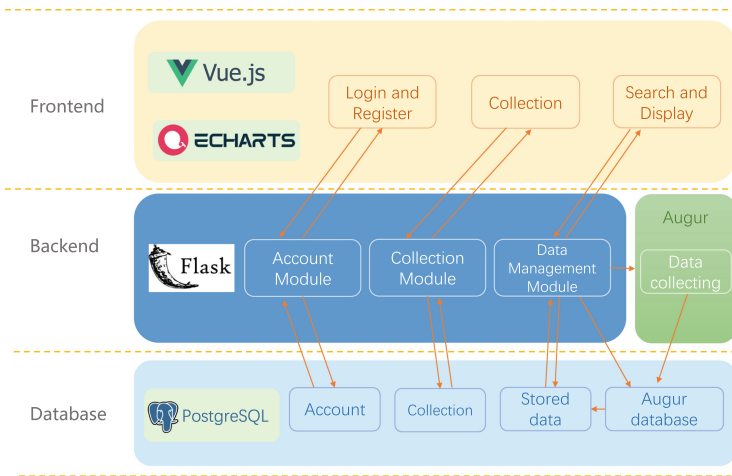 Frontend
Vue.js
ECHARTS
Login and
Register
Collection
Search and
Display
Backend
Flask
Account
Module
Collection
Module
Data
Management
Module
Augur
Data
collecting
Database
PostgreSQL
Account
Collection
Stored
data
Augur
database